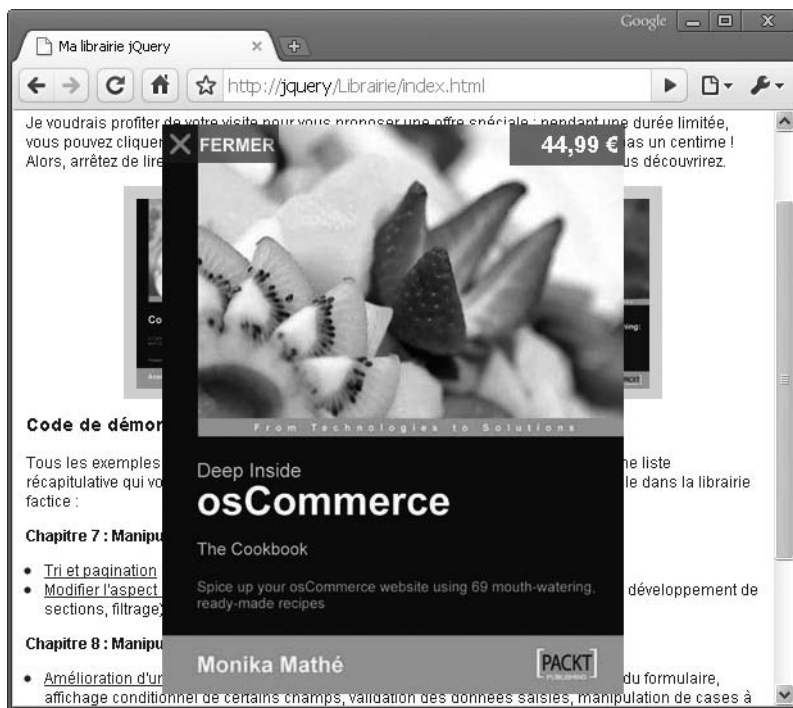 Google
Ma librairie jQuery
http://jquery/Librairie/index.html
Je voudrais profiter de votre visite pour vous proposer une offre spéciale : pendant une durée limitée,
vous pouvez cliquer pas un centime !
Alors, arrêtez de lire us découvrirez.
FERMER
44,99 €
Co
ning:
PACKT
From Technologies to Solutions
Code de démor
Deep Inside
osCommerce
The Cookbook
Spice up your osCommerce website using 69 mouth-watering,
ready-made recipes
Monika Mathé
PACKT
PUBLISHING
Tous les exemples ne liste
récapitulative qui vo le dans la librairie
factice :
Chapitre 7 : Manipu
Tri et pagination
Modifier l'aspect développement de
sections, filtrage)
Chapitre 8 : Manipu
Amélioration d'un du formulaire,
affichage conditionnel de certains champs, validation des données saisies, manipulation de cases à